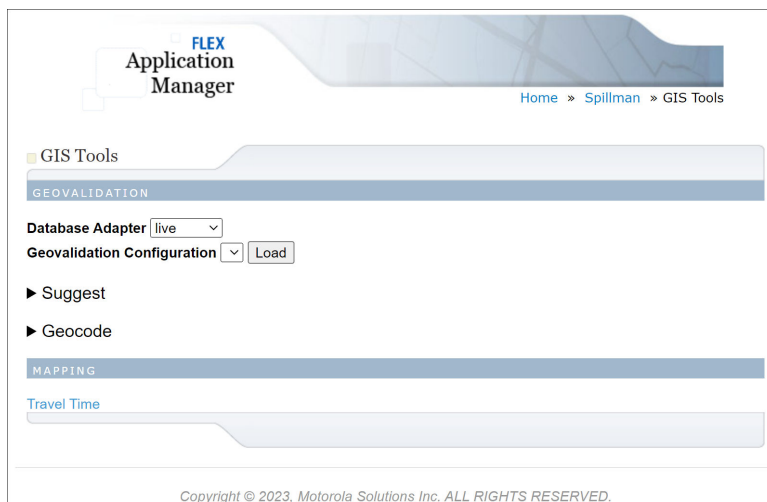 FLEX
Application
Manager
Home » Spillman » GIS Tools
GIS Tools
GEOVALIDATION
Database Adapter live
Geovalidation Configuration Load
Suggest
Geocode
MAPPING
Travel Time
Copyright © 2023, Motorola Solutions Inc. ALL RIGHTS RESERVED.